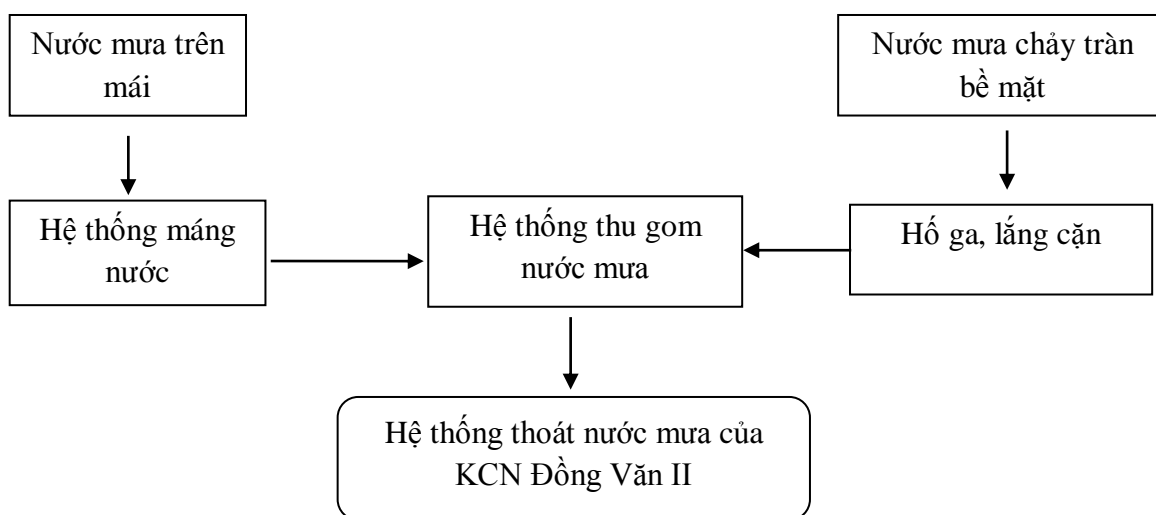 Nước mưa trên
mái
Nước mưa chảy tràn
bề mặt
Hệ thống máng
nước
Hệ thống thu gom
nước mưa
Hố ga, lắng cặn
Hệ thống thoát nước mưa của
KCN Đồng Văn II